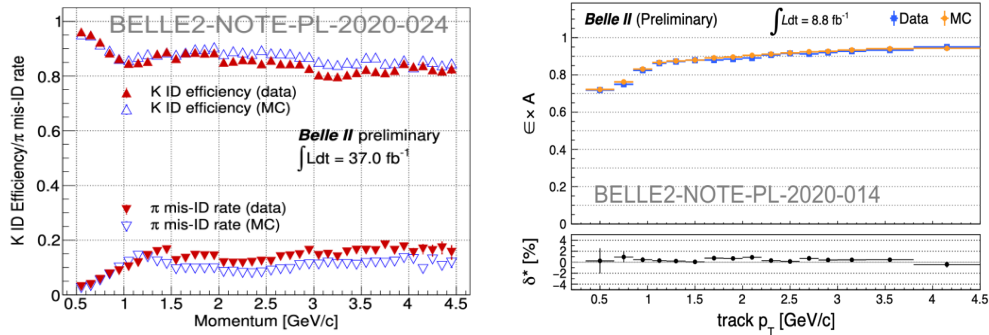 BELLE2-NOTE-PL-2020-024
K ID efficiency (data)
K ID efficiency (MC)
Belle II preliminary
∫Ldt = 37.0 fb⁻¹
π mis-ID rate (data)
π mis-ID rate (MC)
K ID Efficiency/π mis-ID rate
1
0.8
0.6
0.4
0.2
0
0.5 1 1.5 2 2.5 3 3.5 4 4.5
Momentum [GeV/c]
Belle II (Preliminary) ∫Ldt = 8.8 fb⁻¹ Data MC
∈ × A
1
0.8
0.6
0.4
0.2
0
BELLE2-NOTE-PL-2020-014
δ* [%]
4
2
0
−2
−4
0.5 1 1.5 2 2.5 3 3.5 4 4.5
track p_T [GeV/c]